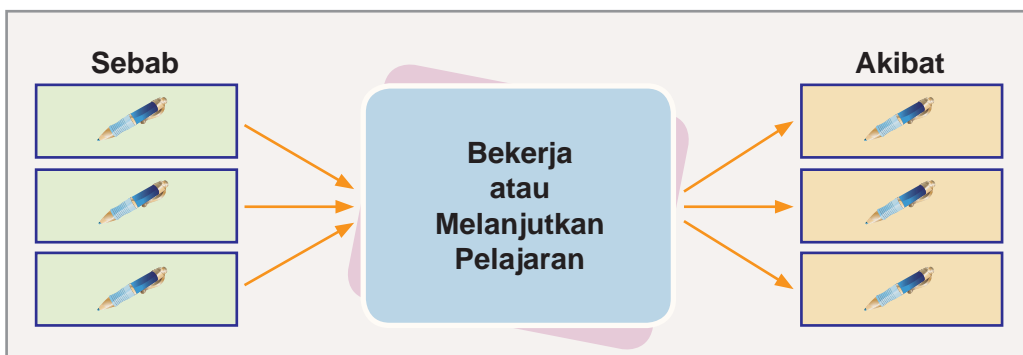 Sebab
Akibat
Bekerja
atau
Melanjutkan
Pelajaran